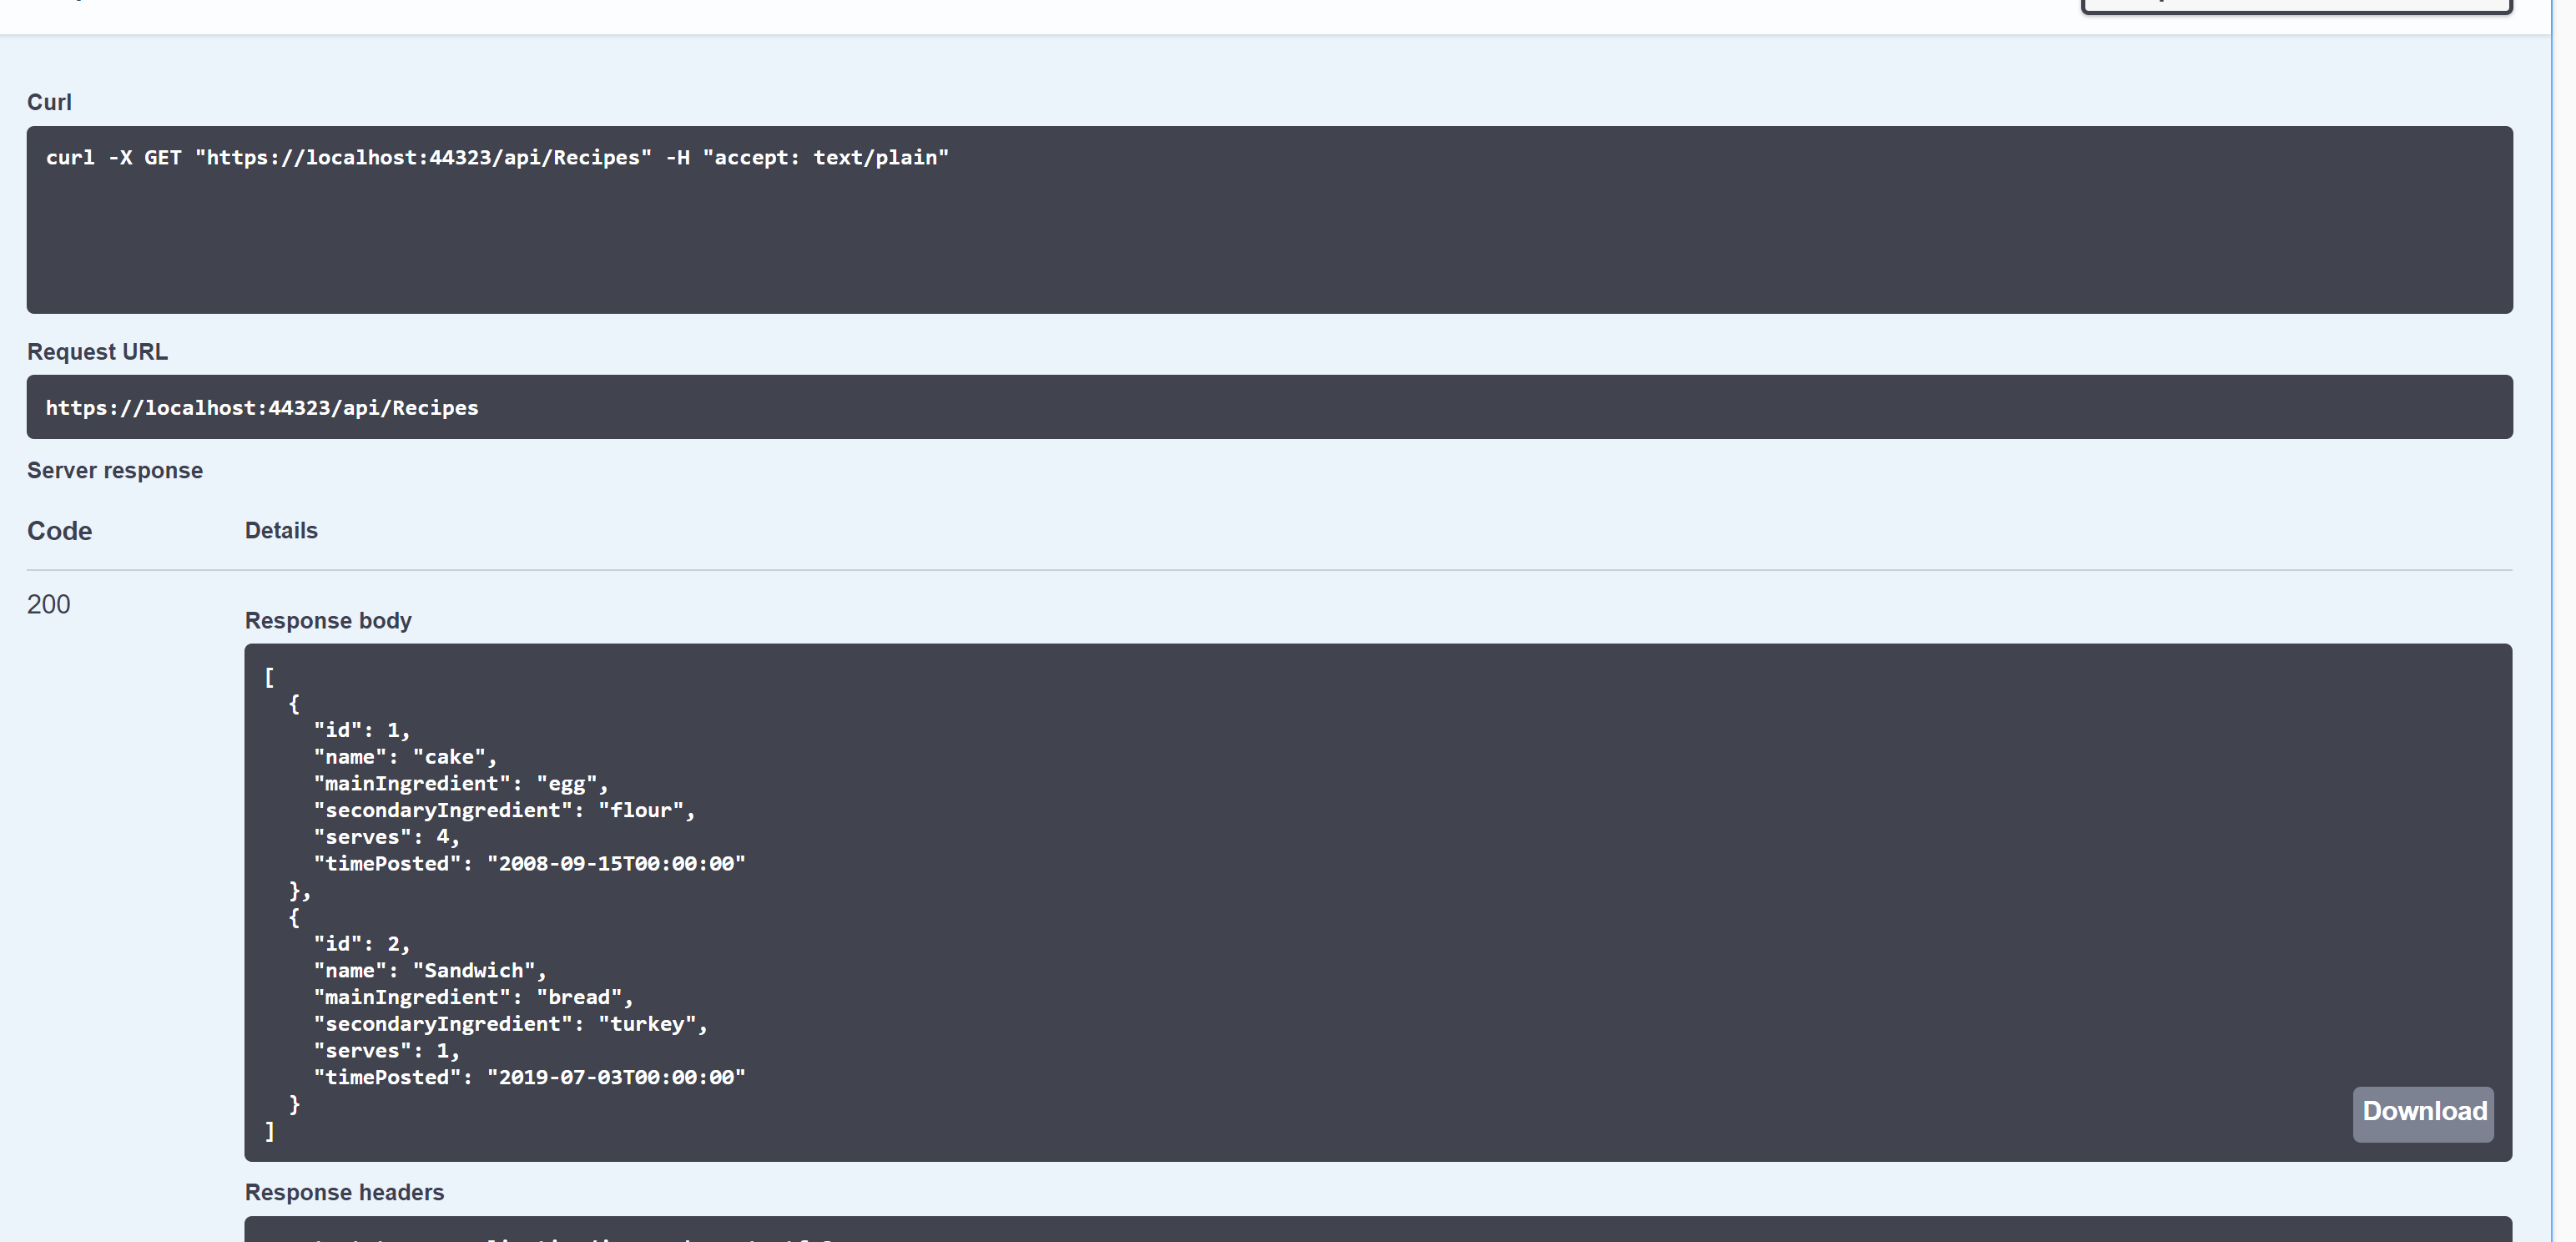 Curl
curl -X GET "https://localhost:44323/api/Recipes" -H "accept: text/plain"
Request URL
https://localhost:44323/api/Recipes
Server response
Code Details
200
Response body
[
  {
    "id": 1,
    "name": "cake",
    "mainIngredient": "egg",
    "secondaryIngredient": "flour",
    "serves": 4,
    "timePosted": "2008-09-15T00:00:00"
  },
  {
    "id": 2,
    "name": "Sandwich",
    "mainIngredient": "bread",
    "secondaryIngredient": "turkey",
    "serves": 1,
    "timePosted": "2019-07-03T00:00:00"
  }
]
Download
Response headers